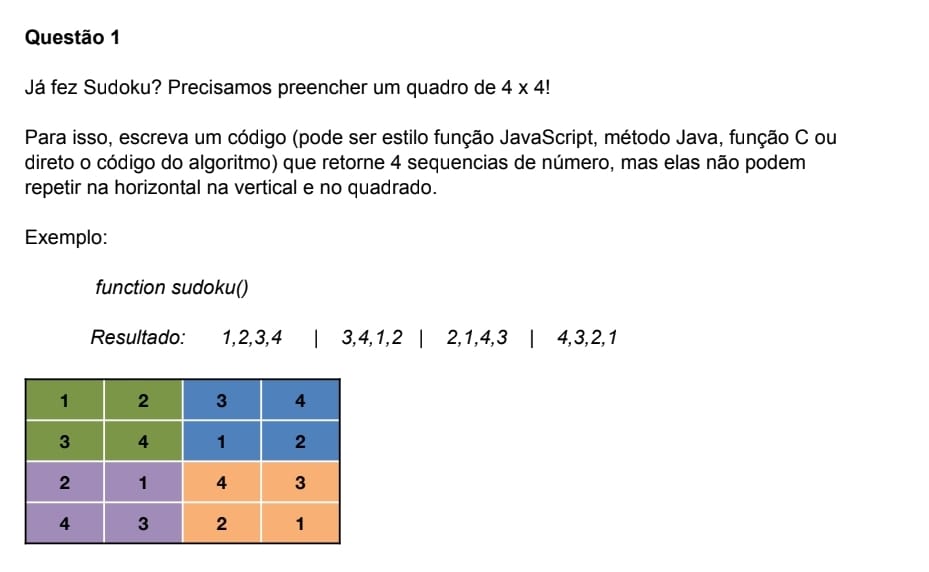 Questão 1
Já fez Sudoku? Precisamos preencher um quadro de 4 x 4!
Para isso, escreva um código (pode ser estilo função JavaScript, método Java, função C ou
direto o código do algoritmo) que retorne 4 sequencias de número, mas elas não podem
repetir na horizontal na vertical e no quadrado.
Exemplo:
function sudoku()
Resultado: 1,2,3,4 | 3,4,1,2 | 2,1,4,3 | 4,3,2,1
1 2 3 4
3 4 1 2
2 1 4 3
4 3 2 1